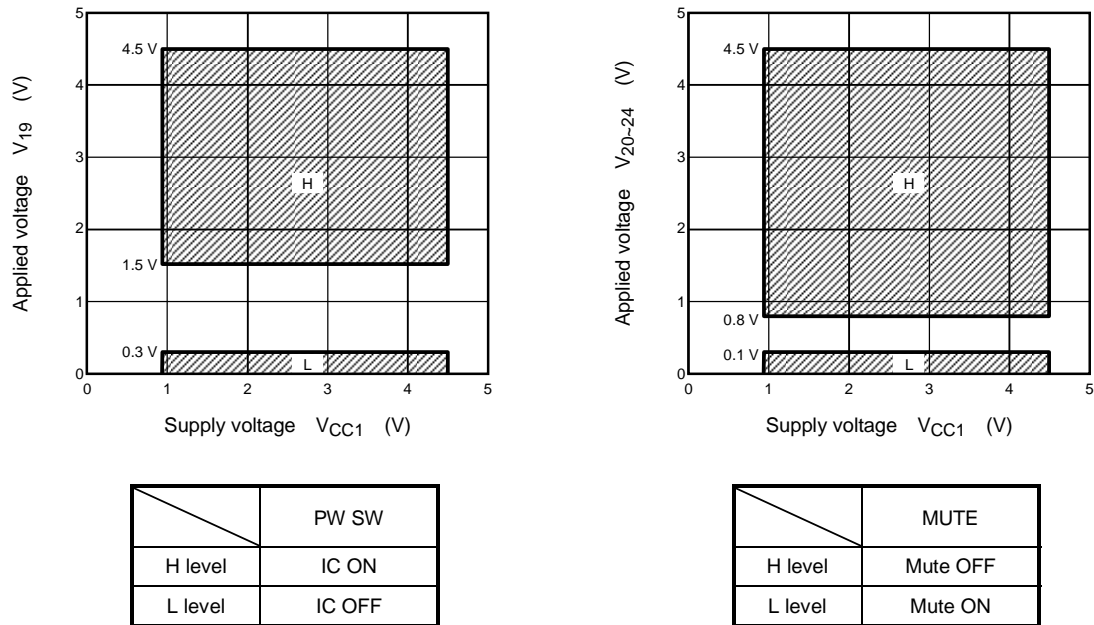 5
4.5 V
4
3
H
2
1.5 V
1
0.3 V
L
0
0
1
2
3
4
5
Applied voltage V19 (V)
Supply voltage VCC1 (V)
5
4.5 V
4
3
H
2
1
0.8 V
0.1 V
L
0
0
1
2
3
4
5
Applied voltage V20~24 (V)
Supply voltage VCC1 (V)
PW SW
H level IC ON
L level IC OFF
MUTE
H level Mute OFF
L level Mute ON